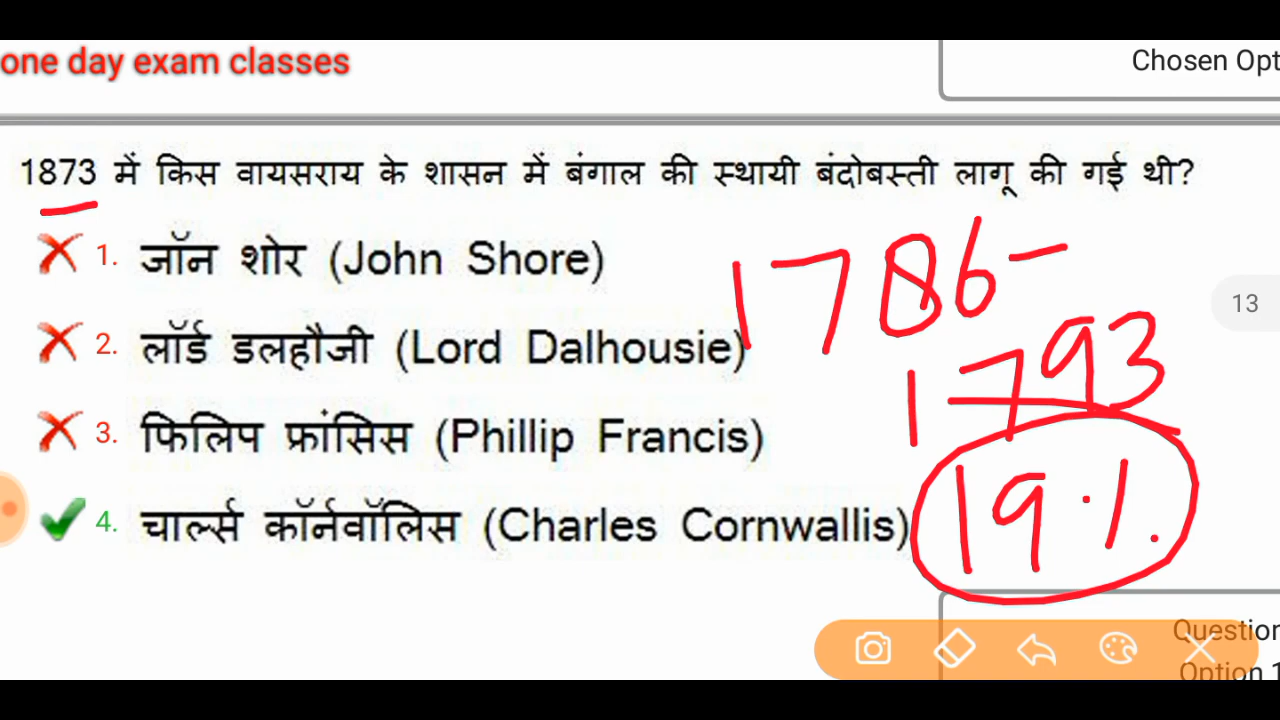 one day exam classes
Chosen Opt
1873 में किस वायसराय के शासन में बंगाल की स्थायी बंदोबस्ती लागू की गई थी?
1. जॉन शोर (John Shore)
2. लॉर्ड डलहौजी (Lord Dalhousie)
3. फिलिप फ्रांसिस (Phillip Francis)
4. चार्ल्स कॉर्नवॉलिस (Charles Cornwallis)
1786-
1793
19·/.
13
Question
Option 1